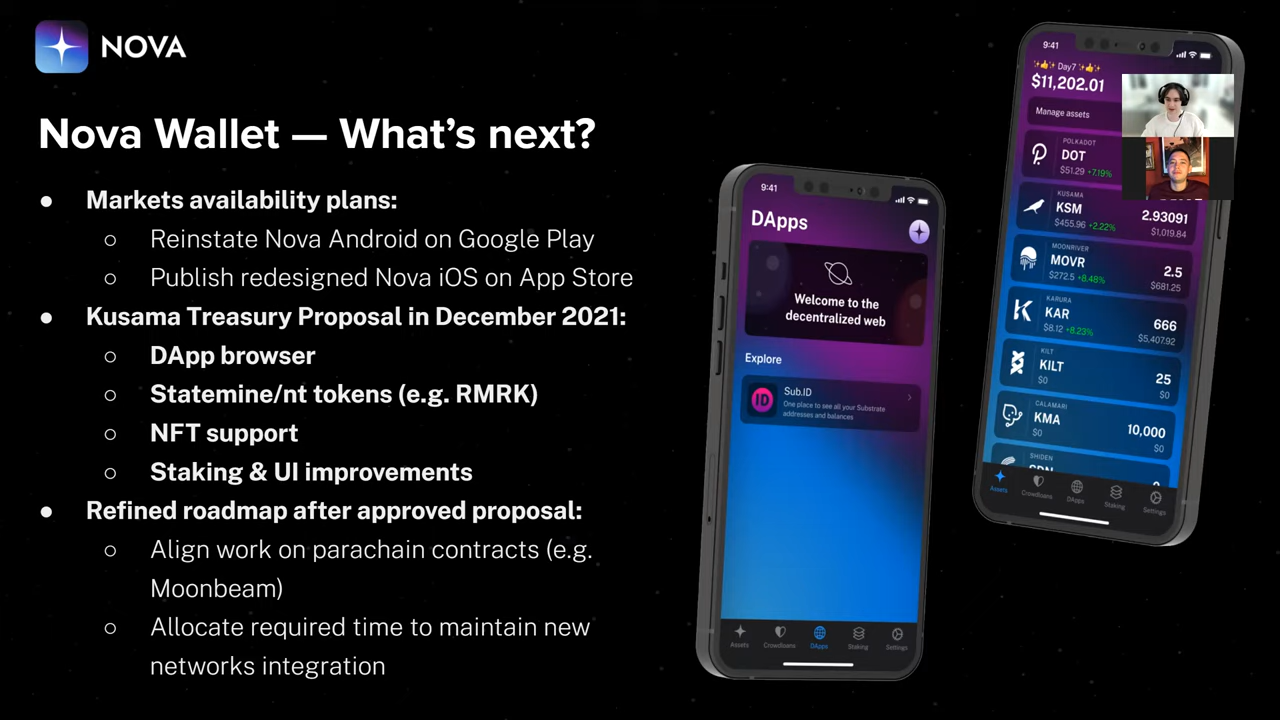 NOVA
Nova Wallet — What's next?
● Markets availability plans:
○ Reinstate Nova Android on Google Play
○ Publish redesigned Nova iOS on App Store
● Kusama Treasury Proposal in December 2021:
○ DApp browser
○ Statemine/nt tokens (e.g. RMRK)
○ NFT support
○ Staking & UI improvements
● Refined roadmap after approved proposal:
○ Align work on parachain contracts (e.g.
Moonbeam)
○ Allocate required time to maintain new
networks integration
9:41
DApps
Welcome to the
decentralized web
Explore
ID
Sub.ID
One place to see all your Substrate
addresses and balances
Assets Crowdloans DApps Staking Settings
9:41
✨👍✨ Day7 ✨👍✨
$11,202.01
Manage assets
POLKADOT
DOT
$51.29 +7.19%
KUSAMA
KSM 2.93091
$455.96 +2.22% $1,019.84
MOONRIVER
MOVR 2.5
$272.5 +8.48% $681.25
KARURA
KAR 666
$8.12 +8.23% $5,407.92
KILT
KILT 25
$0 $0
CALAMARI
KMA 10,000
$0 $0
SHIDEN
Assets Crowdloans DApps Staking Settings